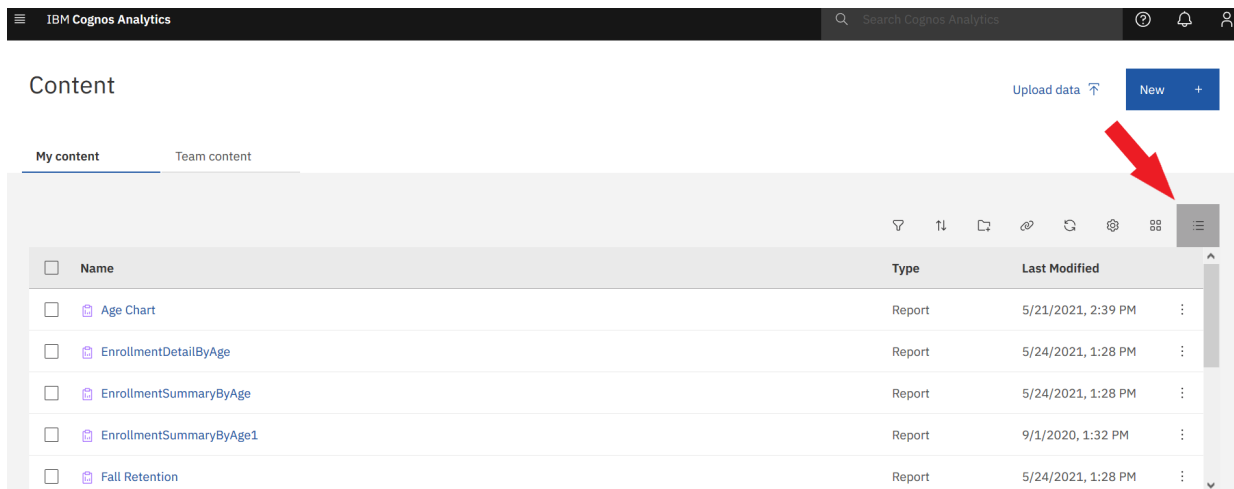 IBM Cognos Analytics Search Cognos Analytics
Content
Upload data New +
My content Team content
Name Type Last Modified
Age Chart Report 5/21/2021, 2:39 PM
EnrollmentDetailByAge Report 5/24/2021, 1:28 PM
EnrollmentSummaryByAge Report 5/24/2021, 1:28 PM
EnrollmentSummaryByAge1 Report 9/1/2020, 1:32 PM
Fall Retention Report 5/24/2021, 1:28 PM